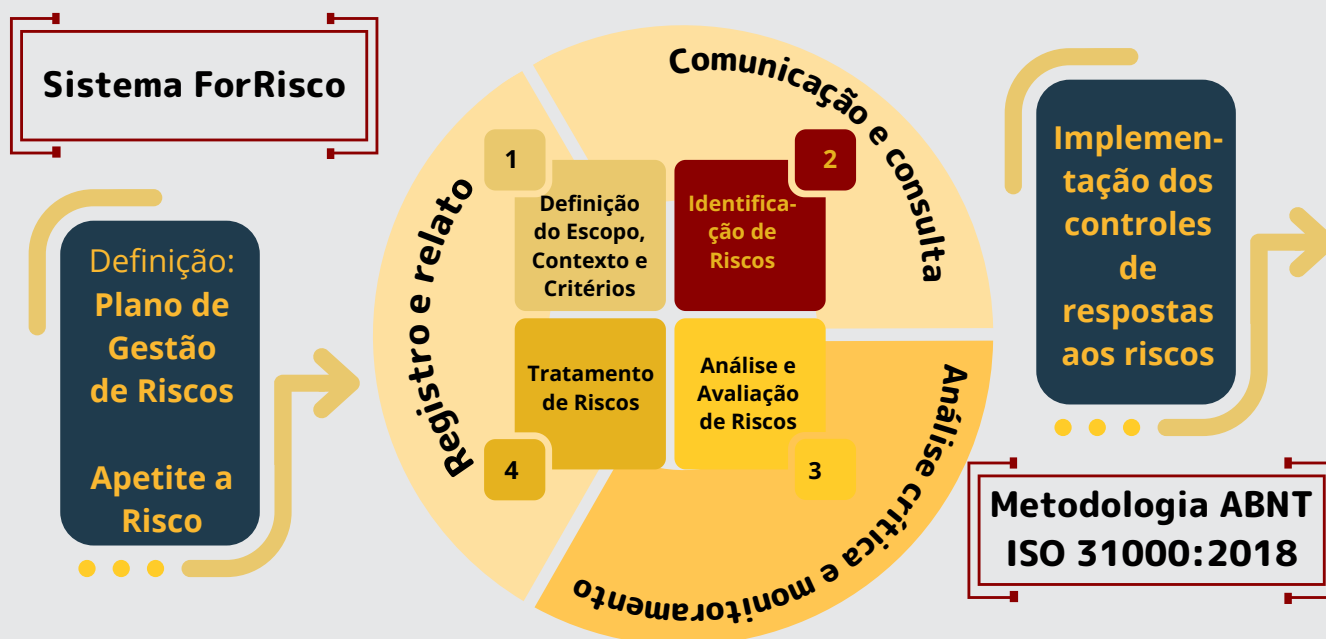 Sistema ForRisco
Definição:
Plano de
Gestão
de Riscos
Apetite a
Risco
Registro e relato
Comunicação e consulta
Análise crítica e monitoramento
1
Definição
do Escopo,
Contexto e
Critérios
2
Identifica-
ção de
Riscos
Tratamento
de Riscos
4
Análise e
Avaliação
de Riscos
3
Implemen-
tação dos
controles
de
respostas
aos riscos
Metodologia ABNT
ISO 31000:2018